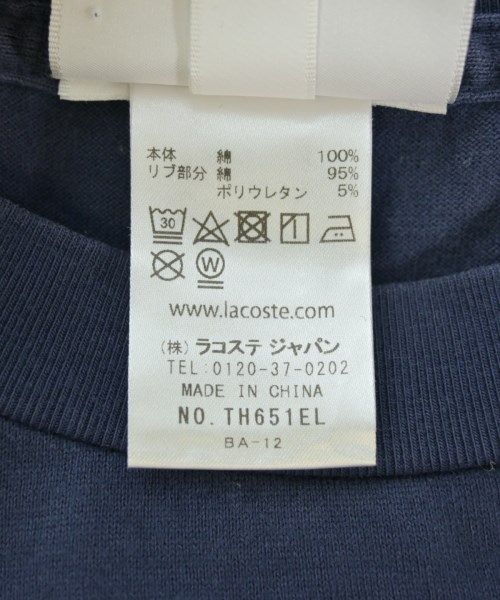 本体 綿 100%
リブ部分 綿 95%
ポリウレタン 5%
30
W
www.lacoste.com
(株) ラコステ ジャパン
TEL:0120-37-0202
MADE IN CHINA
NO. TH651EL
BA-12